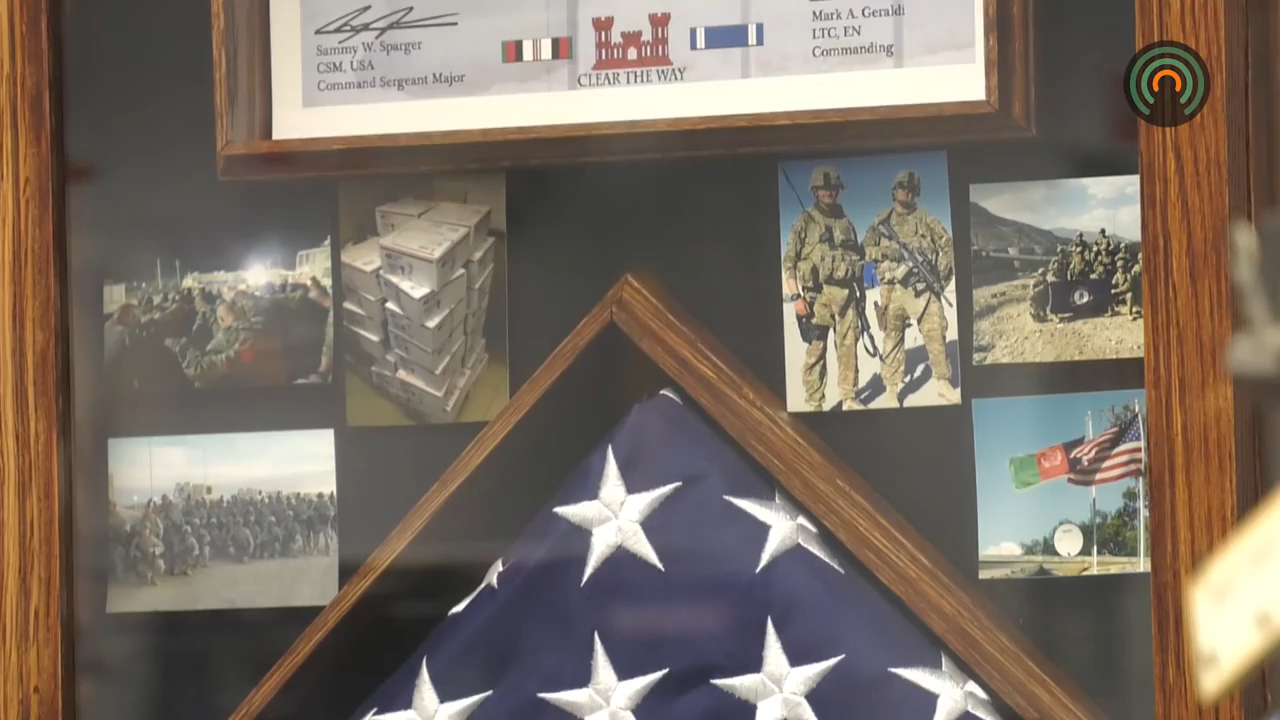 Sammy W. Sparger
CSM, USA
Command Sergeant Major
CLEAR THE WAY
Mark A. Geraldi
LTC, EN
Commanding